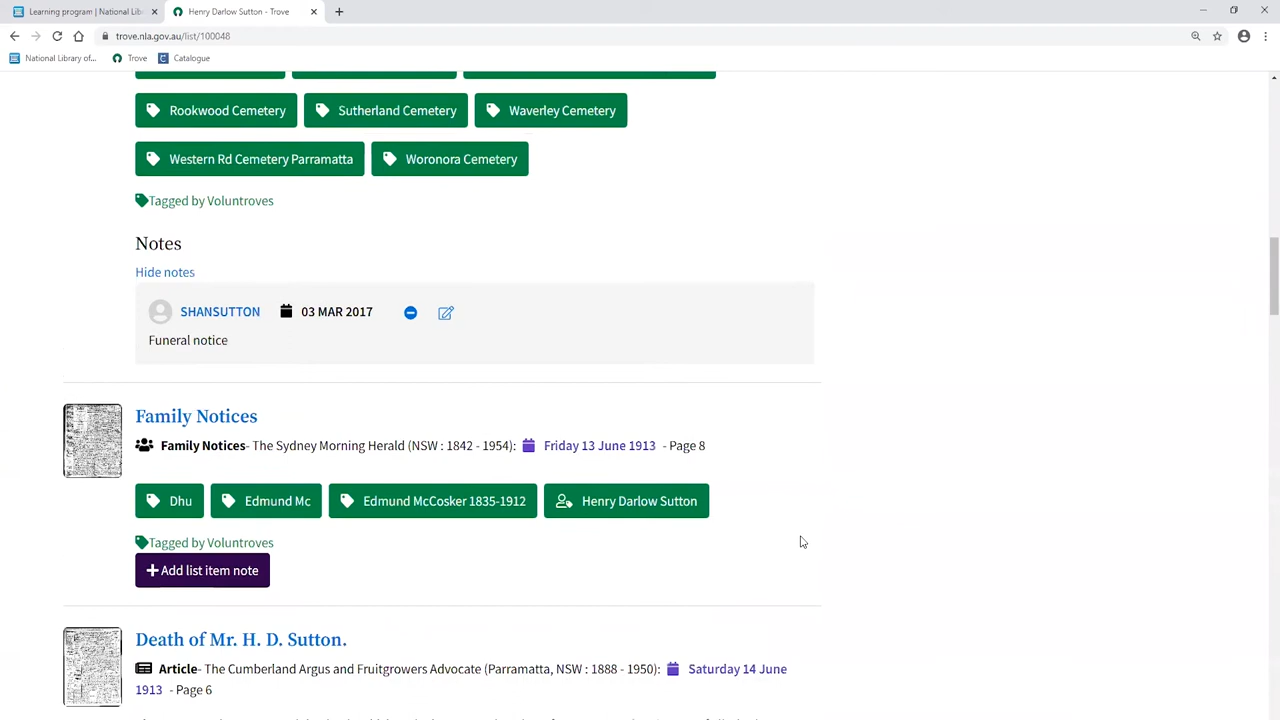 Learning program | National Lib
Henry Darlow Sutton - Trove
trove.nla.gov.au/list/100048
National Library of...
Trove
Catalogue
Rookwood Cemetery
Sutherland Cemetery
Waverley Cemetery
Western Rd Cemetery Parramatta
Woronora Cemetery
Tagged by Voluntroves
Notes
Hide notes
SHANSUTTON 03 MAR 2017
Funeral notice
Family Notices
Family Notices- The Sydney Morning Herald (NSW : 1842 - 1954): Friday 13 June 1913 - Page 8
Dhu
Edmund Mc
Edmund McCosker 1835-1912
Henry Darlow Sutton
Tagged by Voluntroves
Add list item note
Death of Mr. H. D. Sutton.
Article- The Cumberland Argus and Fruitgrowers Advocate (Parramatta, NSW : 1888 - 1950): Saturday 14 June
1913 - Page 6